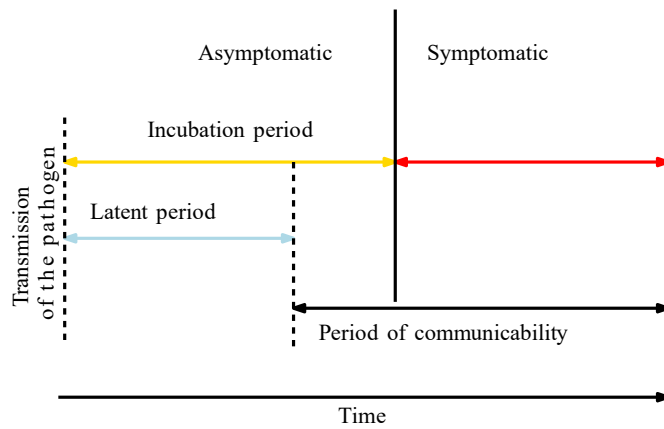 Asymptomatic
Symptomatic
Incubation period
Latent period
Transmission
of the pathogen
Period of communicability
Time